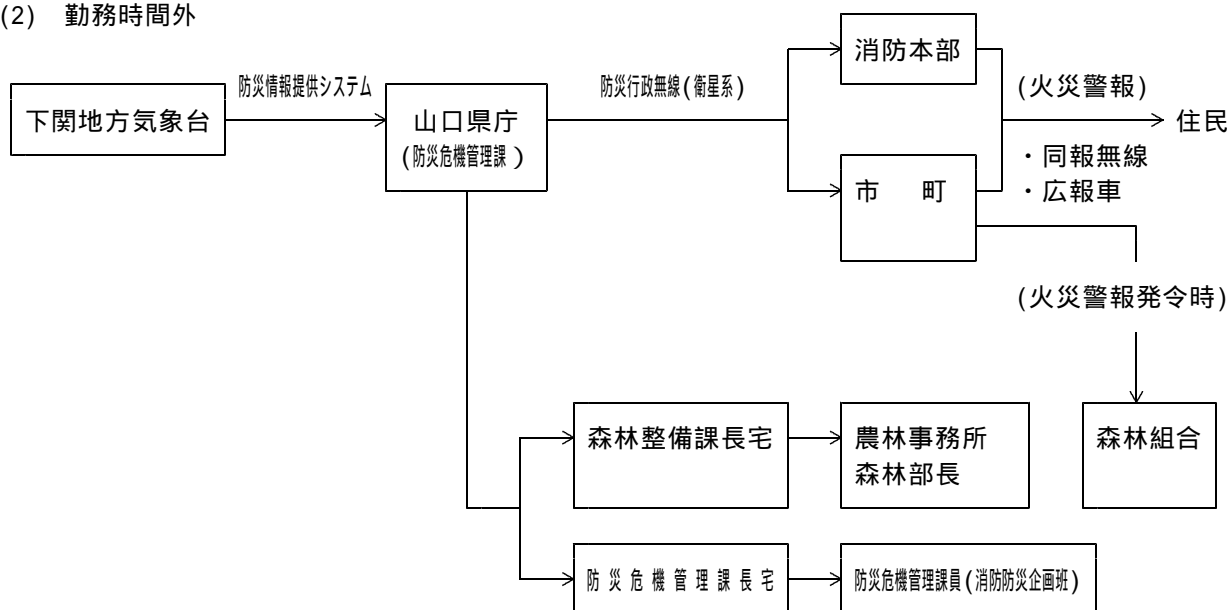 (2) 勤務時間外
消防本部
防災情報提供システム
防災行政無線(衛星系)
(火災警報)
下関地方気象台
山口県庁
(防災危機管理課)
住民
・同報無線
・広報車
市 町
(火災警報発令時)
森林整備課長宅
農林事務所
森林部長
森林組合
防災危機管理課長宅
防災危機管理課員(消防防災企画班)